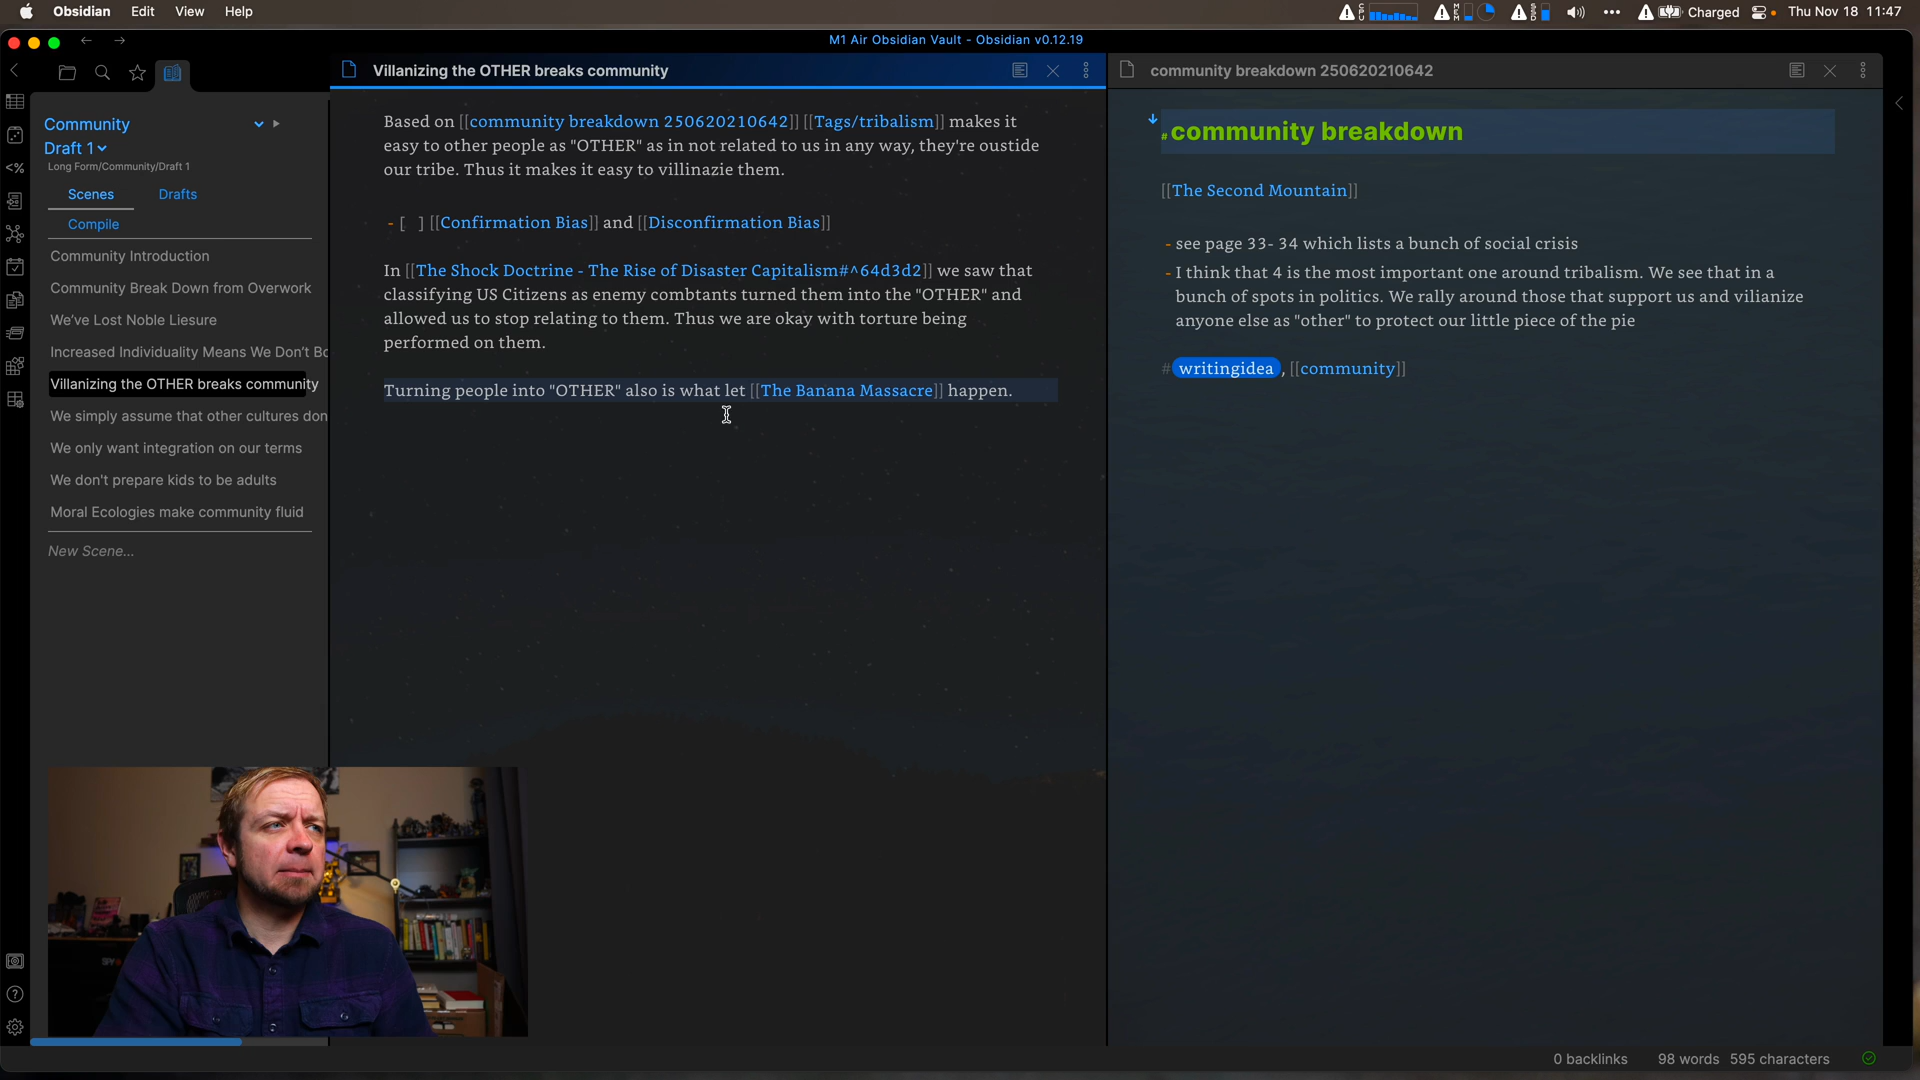 Obsidian Edit View Help
CPU MEM SSD Charged Thu Nov 18 11:47
M1 Air Obsidian Vault - Obsidian v0.12.19
Villanizing the OTHER breaks community
community breakdown 250620210642
<%
Community
Draft 1
Long Form/Community/Draft 1
Scenes Drafts
Compile
Community Introduction
Community Break Down from Overwork
We've Lost Noble Liesure
Increased Individuality Means We Don't Bo
Villanizing the OTHER breaks community
We simply assume that other cultures don
We only want integration on our terms
We don't prepare kids to be adults
Moral Ecologies make community fluid
New Scene...
Based on [[community breakdown 250620210642]] [[Tags/tribalism]] makes it
easy to other people as "OTHER" as in not related to us in any way, they're oustide
our tribe. Thus it makes it easy to villinazie them.
- [ ] [[Confirmation Bias]] and [[Disconfirmation Bias]]
In [[The Shock Doctrine - The Rise of Disaster Capitalism#^64d3d2]] we saw that
classifying US Citizens as enemy combtants turned them into the "OTHER" and
allowed us to stop relating to them. Thus we are okay with torture being
performed on them.
Turning people into "OTHER" also is what let [[The Banana Massacre]] happen.
# community breakdown
[[The Second Mountain]]
- see page 33- 34 which lists a bunch of social crisis
- I think that 4 is the most important one around tribalism. We see that in a
bunch of spots in politics. We rally around those that support us and vilianize
anyone else as "other" to protect our little piece of the pie
#writingidea, [[community]]
0 backlinks 98 words 595 characters